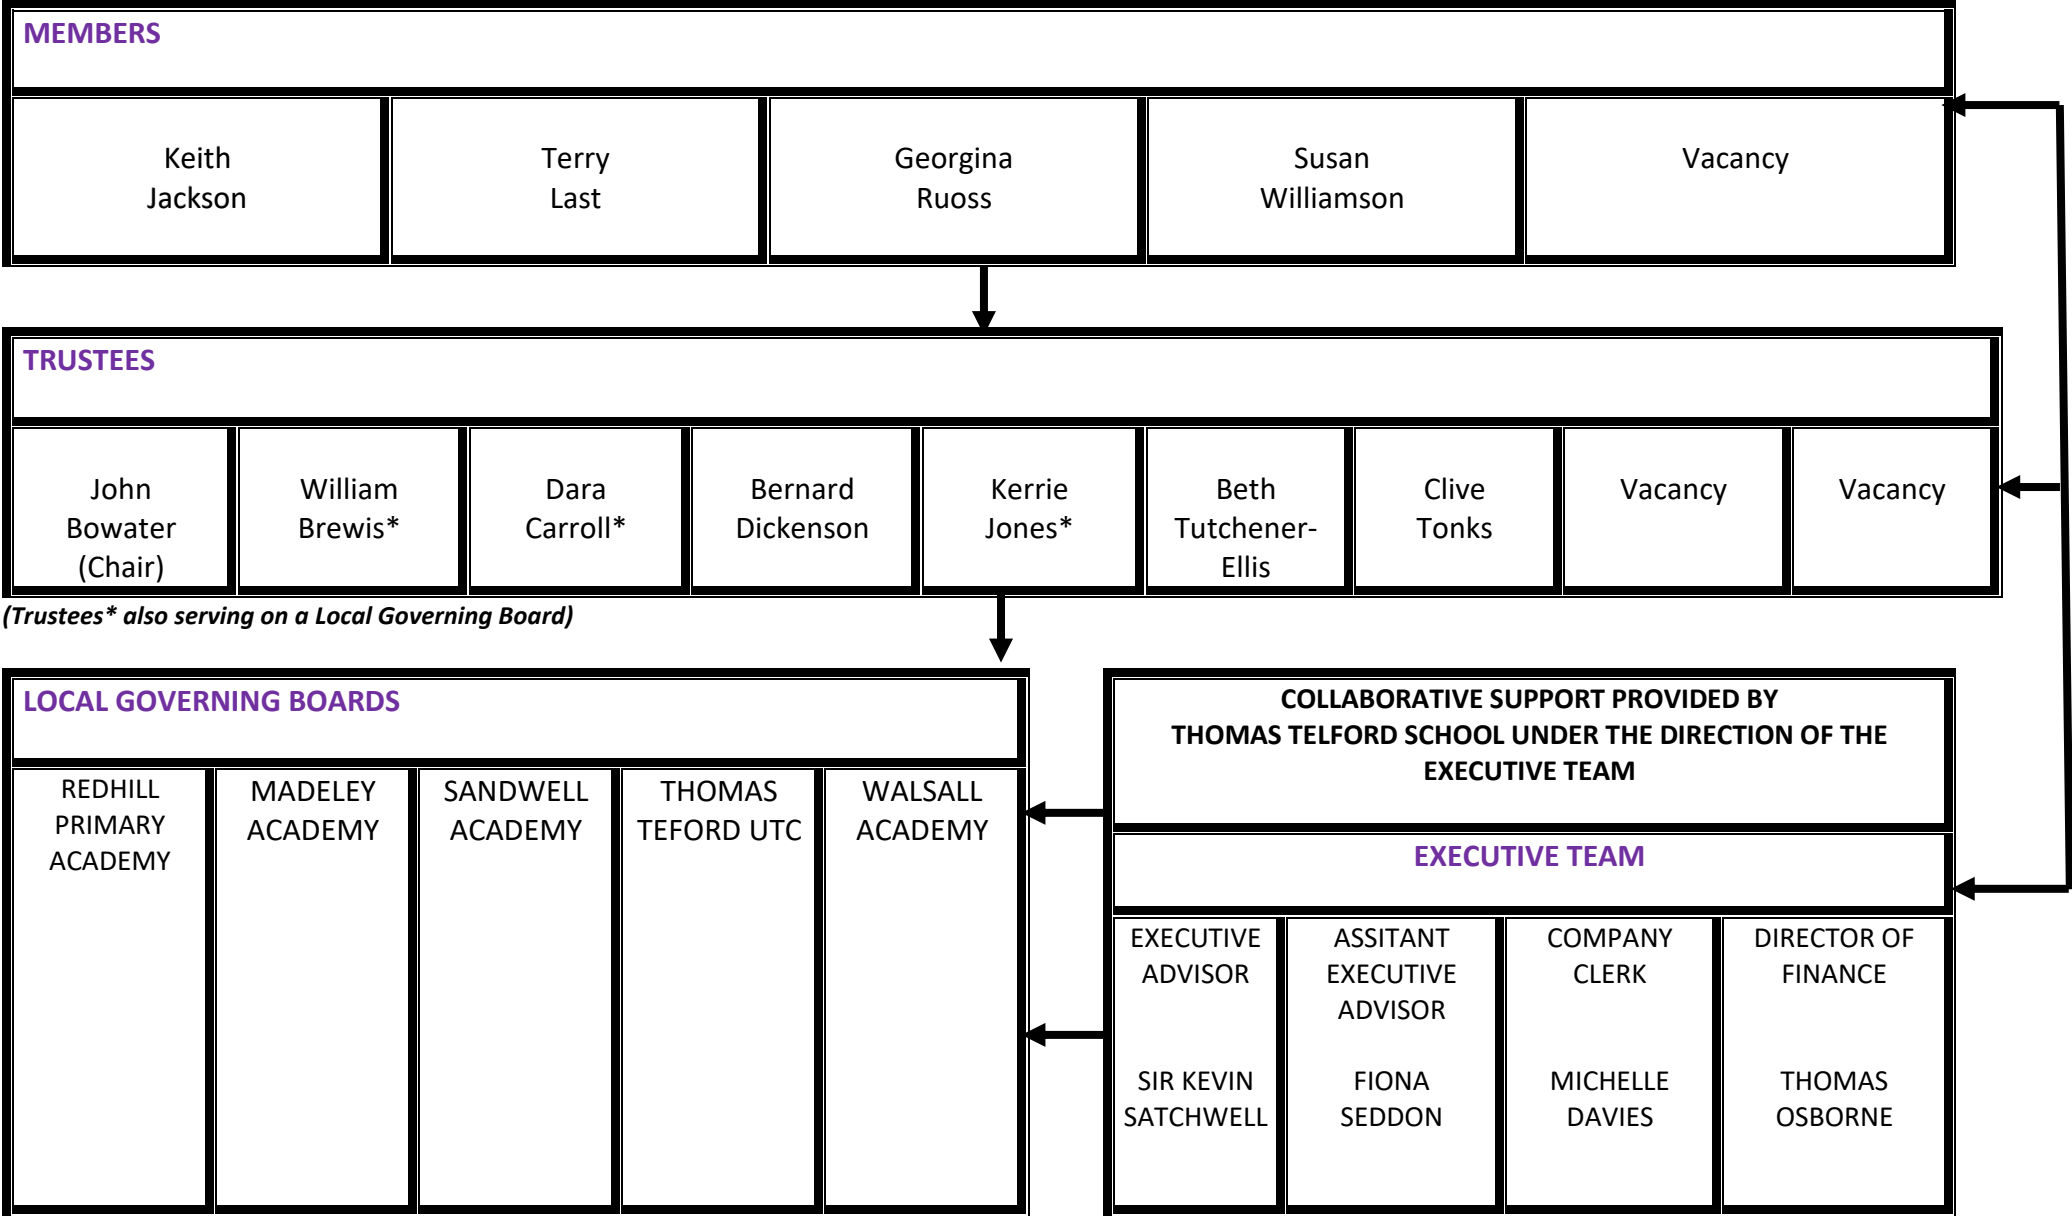 MEMBERS
Keith
Jackson
Terry
Last
Georgina
Ruoss
Susan
Williamson
Vacancy
TRUSTEES
John
Bowater
(Chair)
William
Brewis*
Dara
Carroll*
Bernard
Dickenson
Kerrie
Jones*
Beth
Tutchener-
Ellis
Clive
Tonks
Vacancy
Vacancy
(Trustees* also serving on a Local Governing Board)
LOCAL GOVERNING BOARDS
REDHILL
PRIMARY
ACADEMY
MADELEY
ACADEMY
SANDWELL
ACADEMY
THOMAS
TEFORD UTC
WALSALL
ACADEMY
COLLABORATIVE SUPPORT PROVIDED BY
THOMAS TELFORD SCHOOL UNDER THE DIRECTION OF THE
EXECUTIVE TEAM
EXECUTIVE TEAM
EXECUTIVE
ADVISOR
SIR KEVIN
SATCHWELL
ASSITANT
EXECUTIVE
ADVISOR
FIONA
SEDDON
COMPANY
CLERK
MICHELLE
DAVIES
DIRECTOR OF
FINANCE
THOMAS
OSBORNE